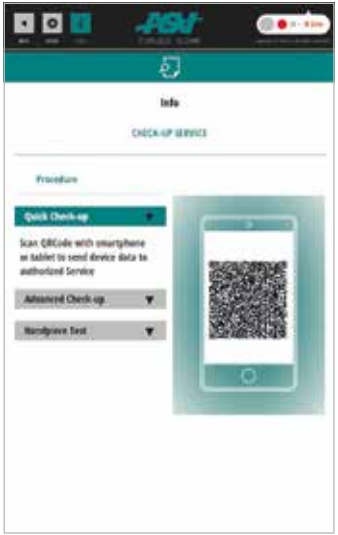 ASA
Info
CHECK-UP SERVICE
Procedure
Quick Check-up
Scan QRCode with smartphone
or tablet to send device data to
authorized Service
Advanced Check-up
Handpiece Test